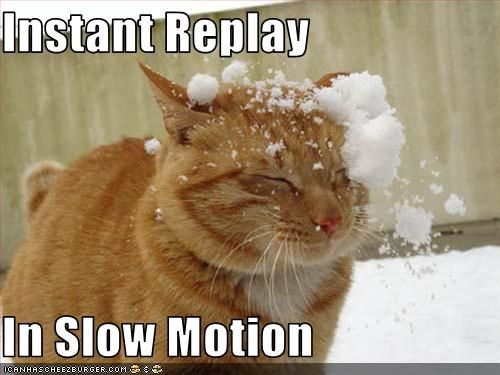 Instant Replay
In Slow Motion
ICANHASCHEEZBURGER.COM